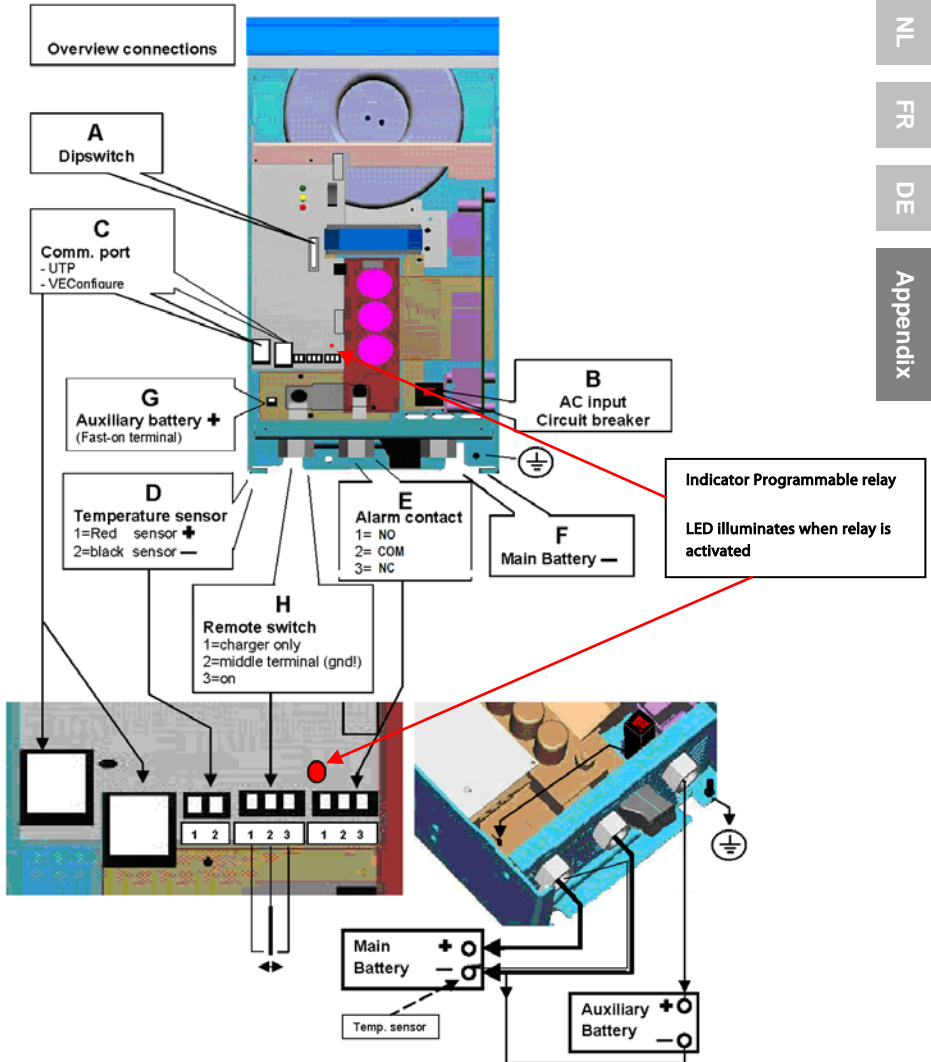 Overview connections
NL
FR
DE
Appendix
A
Dipswitch
C
Comm. port
- UTP
- VEConfigure
G
Auxiliary battery +
(Fast-on terminal)
B
AC input
Circuit breaker
D
Temperature sensor
1=Red sensor +
2=black sensor —
E
Alarm contact
1= NO
2= COM
3= NC
F
Main Battery —
Indicator Programmable relay
LED illuminates when relay is
activated
H
Remote switch
1=charger only
2=middle terminal (gnd!)
3=on
1 2
1 2 3
1 2 3
Main +
Battery —
Temp. sensor
Auxiliary +
Battery
—